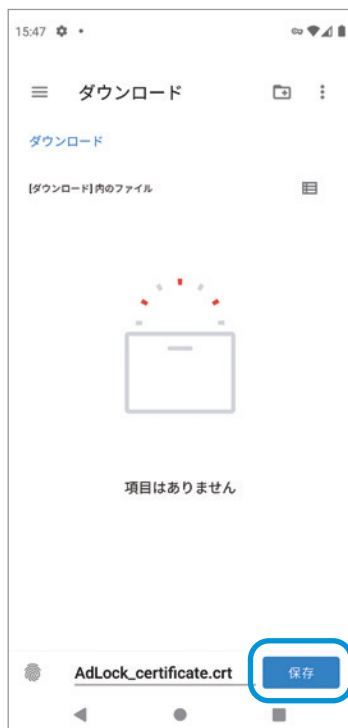 15:47
ダウンロード
ダウンロード
[ダウンロード] 内のファイル
項目はありません
AdLock_certificate.crt
保存